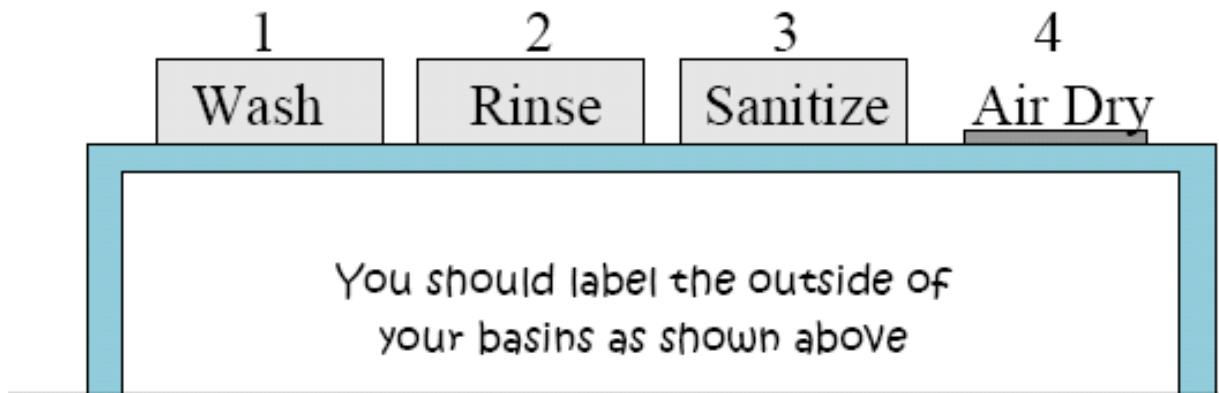 1 2 3 4
Wash Rinse Sanitize Air Dry
You should label the outside of
your basins as shown above